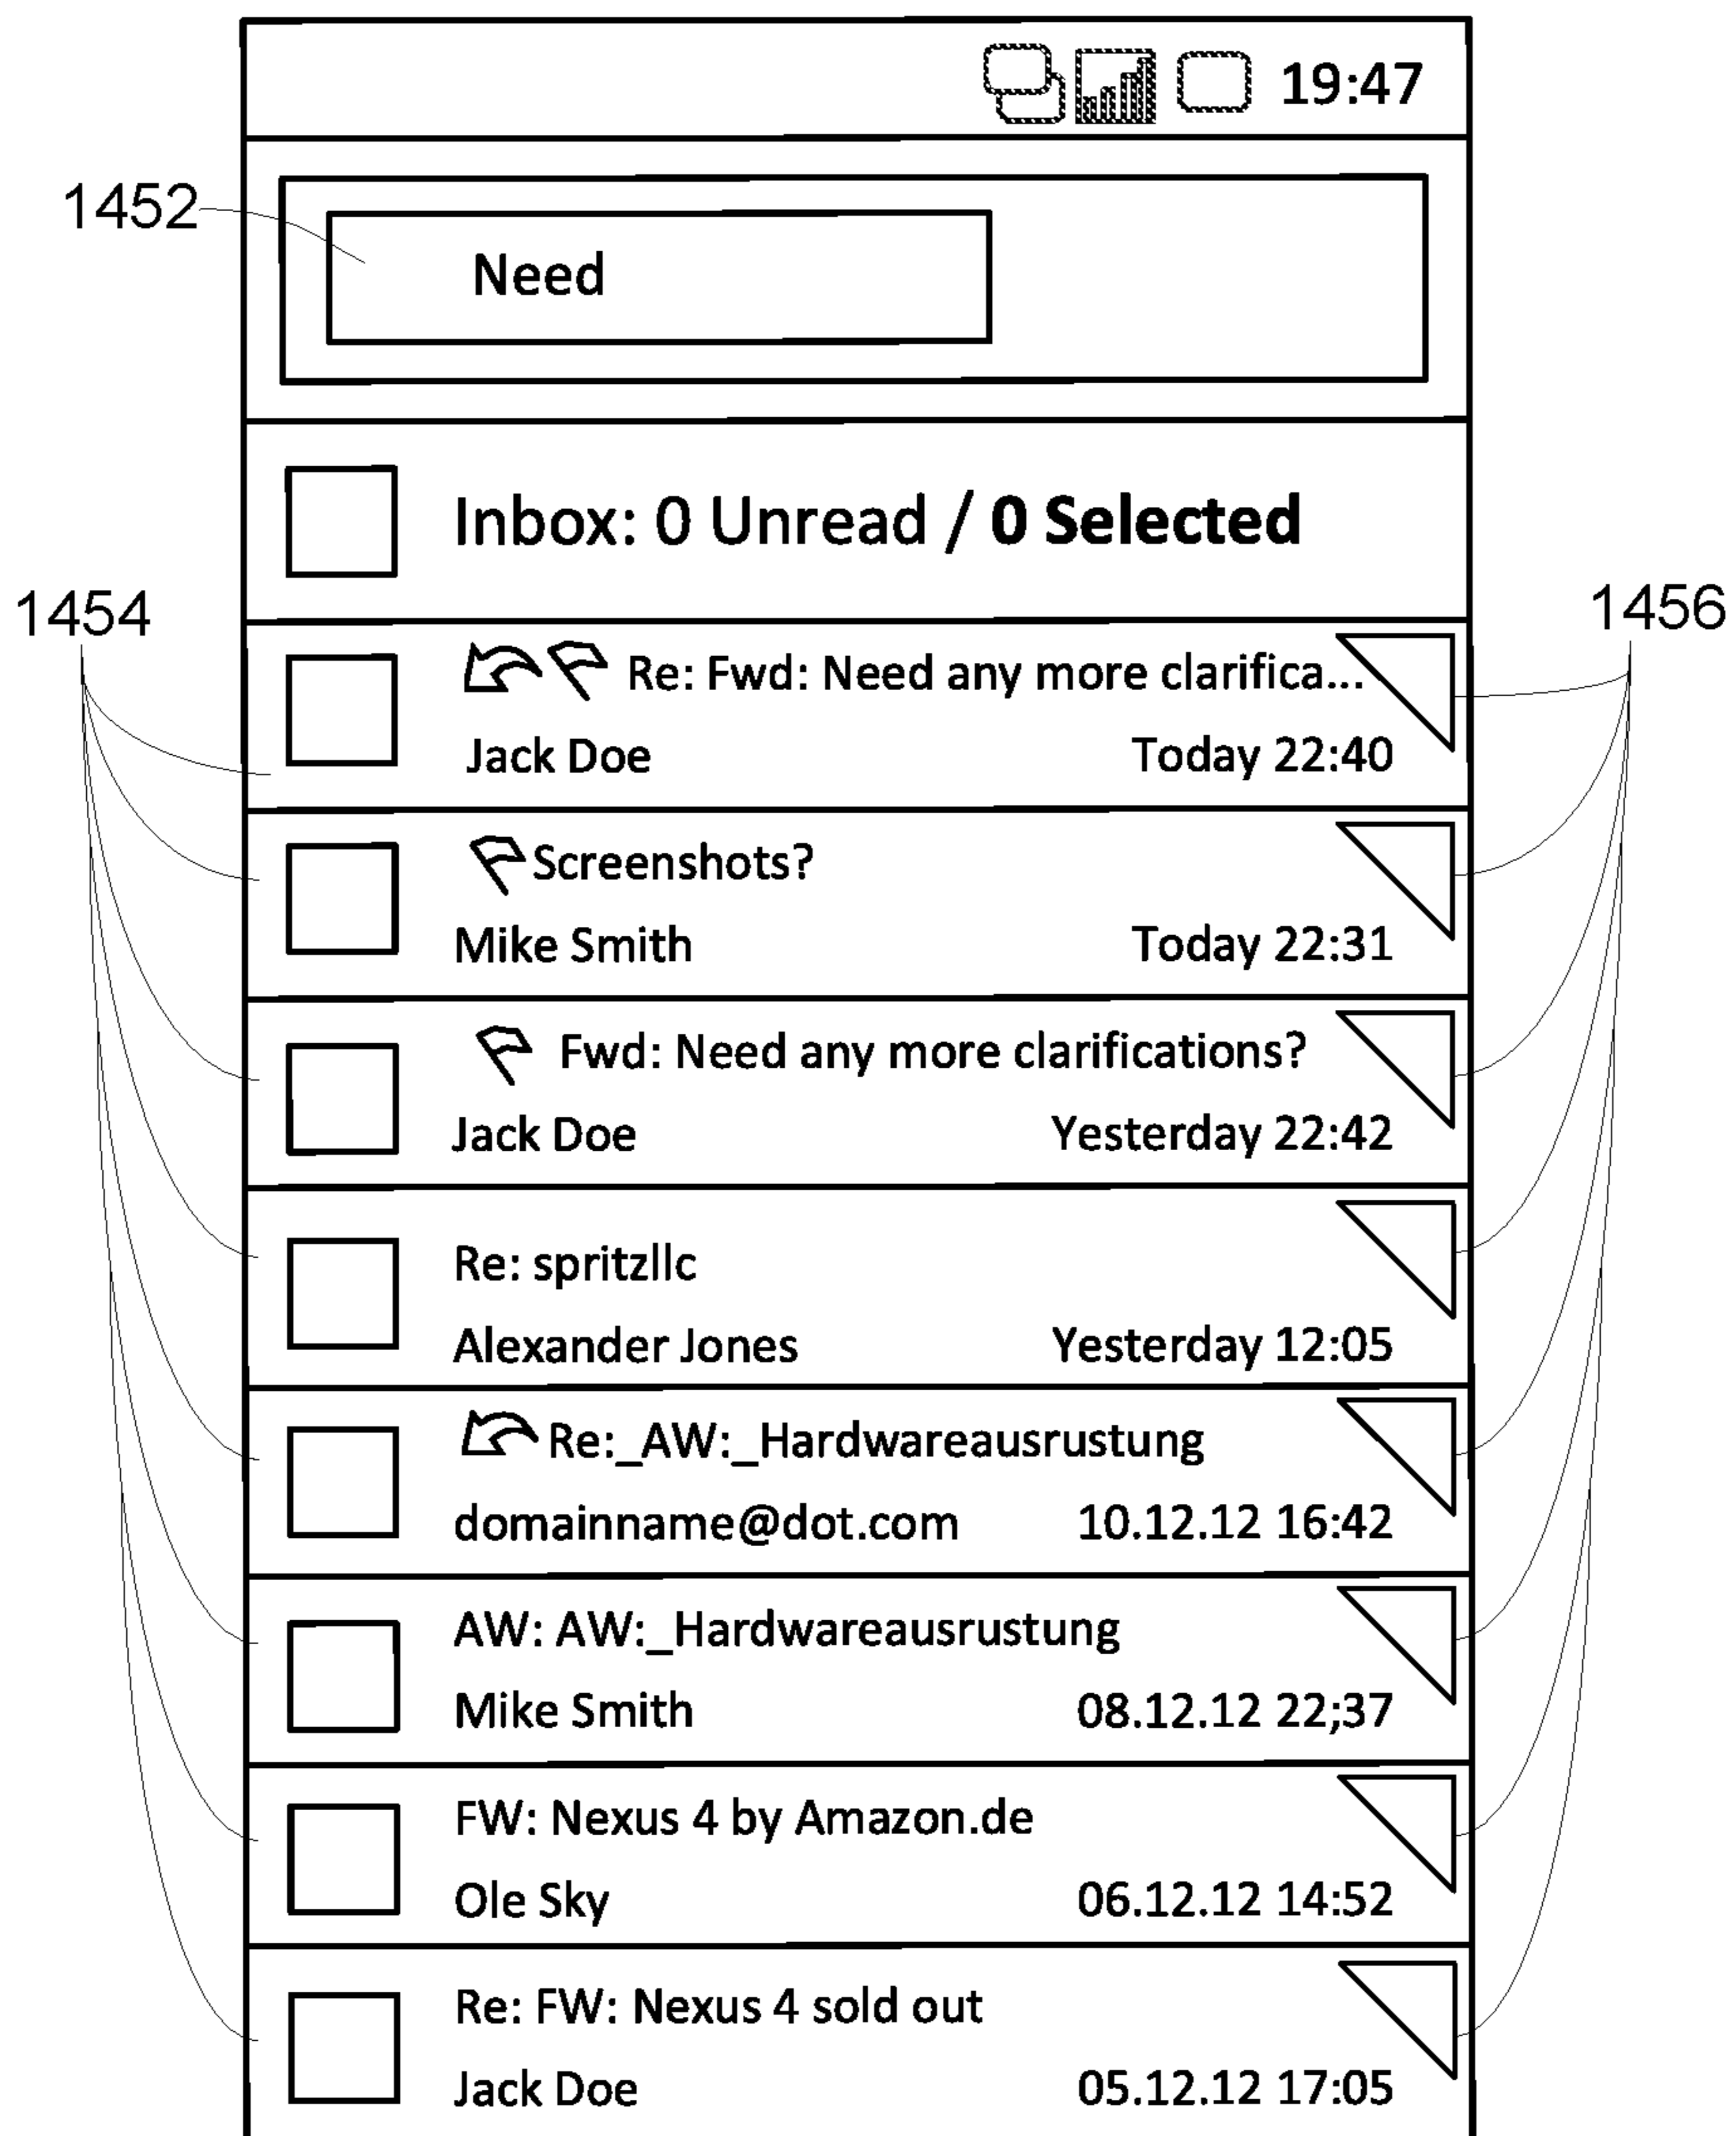 19:47
1452
Need
Inbox: 0 Unread / 0 Selected
1454
1456
Re: Fwd: Need any more clarifica...
Jack Doe Today 22:40
Screenshots?
Mike Smith Today 22:31
Fwd: Need any more clarifications?
Jack Doe Yesterday 22:42
Re: spritzllc
Alexander Jones Yesterday 12:05
Re:_AW:_Hardwareausrustung
domainname@dot.com 10.12.12 16:42
AW: AW:_Hardwareausrustung
Mike Smith 08.12.12 22;37
FW: Nexus 4 by Amazon.de
Ole Sky 06.12.12 14:52
Re: FW: Nexus 4 sold out
Jack Doe 05.12.12 17:05